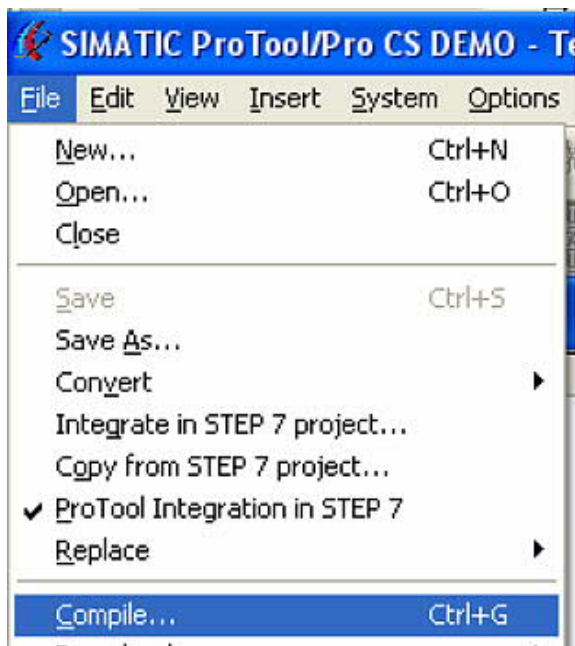 SIMATIC ProTool/Pro CS DEMO - Te
File Edit View Insert System Options
New... Ctrl+N
Open... Ctrl+O
Close
Save Ctrl+S
Save As...
Convert
Integrate in STEP 7 project...
Copy from STEP 7 project...
ProTool Integration in STEP 7
Replace
Compile... Ctrl+G